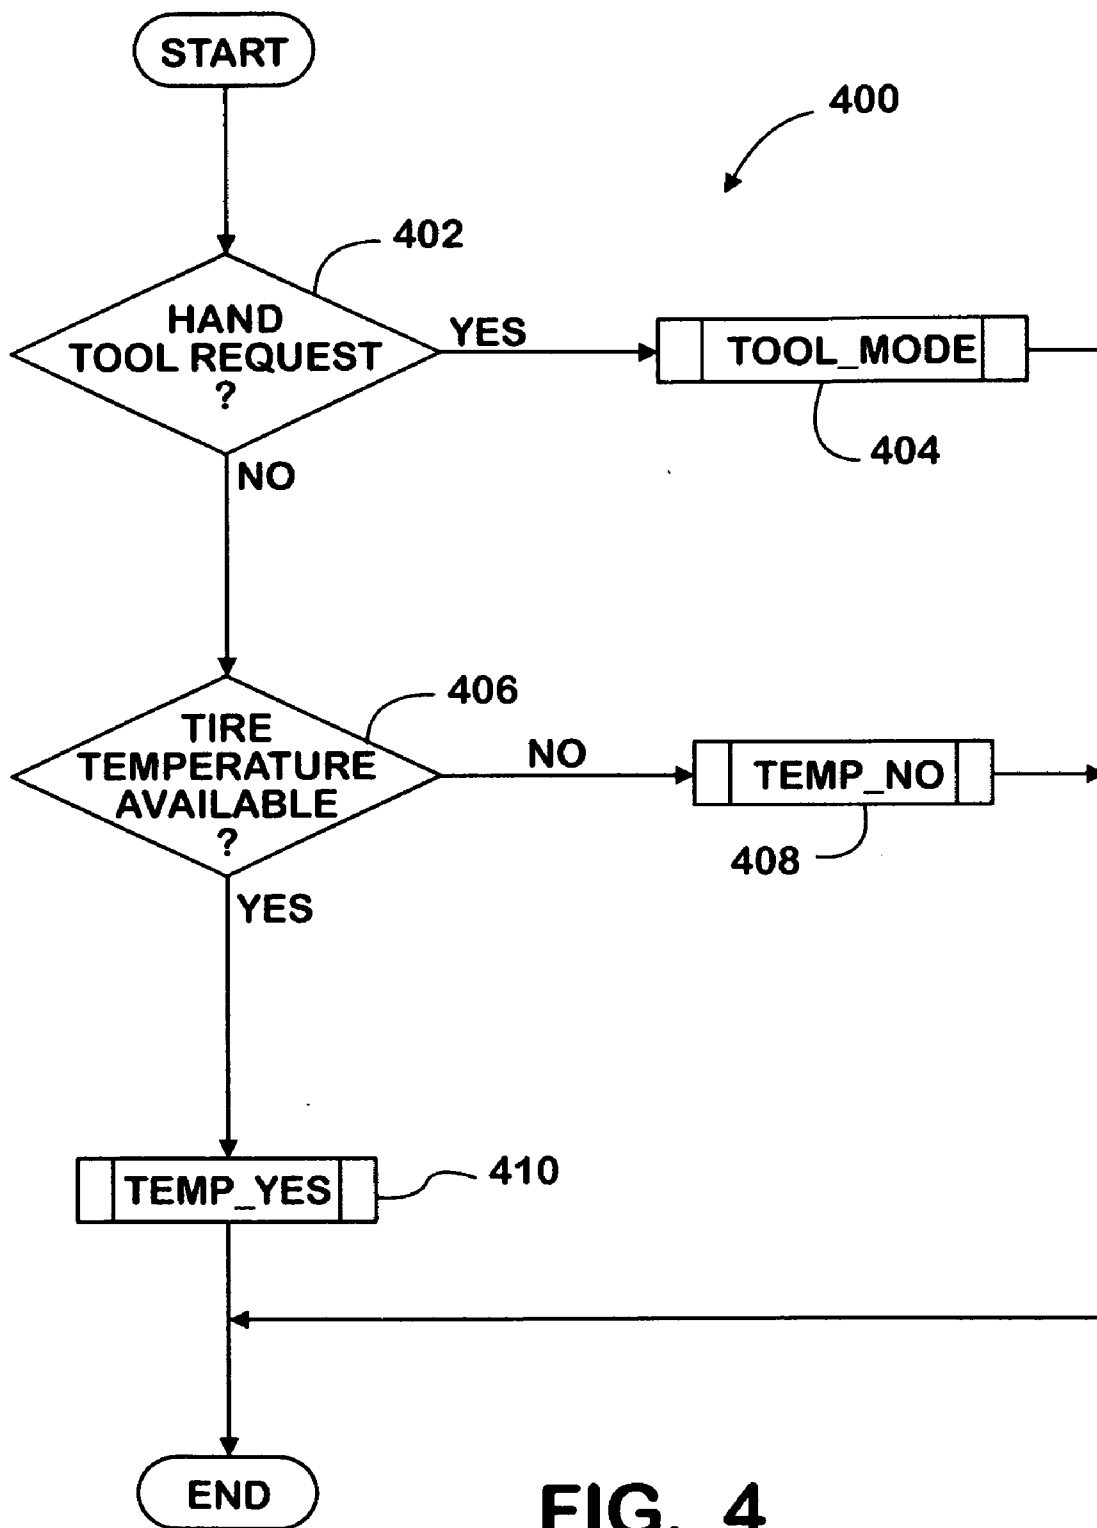 START
400
402
HAND
TOOL REQUEST
?
YES
TOOL_MODE
404
NO
406
TIRE
TEMPERATURE
AVAILABLE
?
NO
TEMP_NO
408
YES
TEMP_YES
410
END
FIG. 4